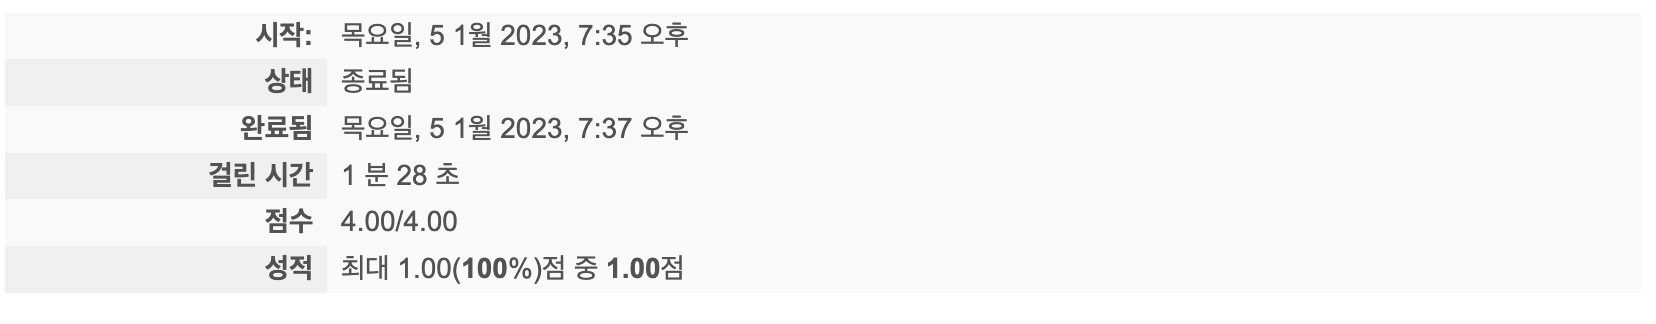 시작: 목요일, 5 1월 2023, 7:35 오후
상태 종료됨
완료됨 목요일, 5 1월 2023, 7:37 오후
걸린 시간 1 분 28 초
점수 4.00/4.00
성적 최대 1.00(100%)점 중 1.00점